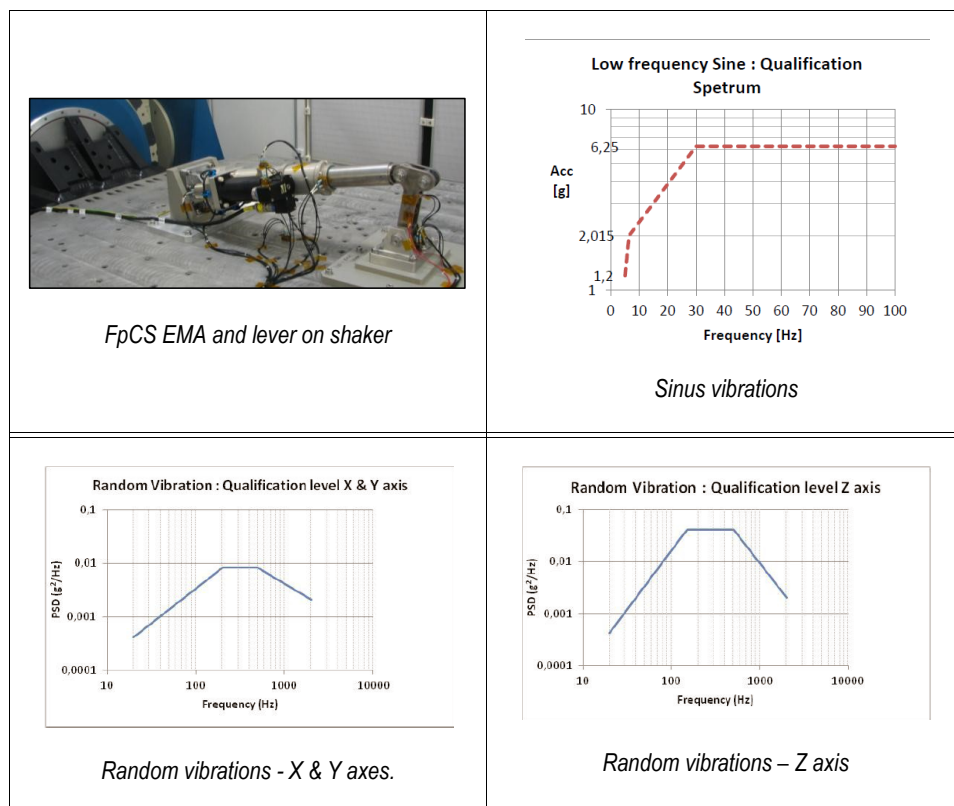 FpCS EMA and lever on shaker
Low frequency Sine : Qualification
Spetrum
10
6,25
Acc
[g]
2,015
1,2
1
0 10 20 30 40 50 60 70 80 90 100
Frequency [Hz]
Sinus vibrations
Random Vibration : Qualification level X & Y axis
0,1
0,01
PSD (g²/Hz)
0,001
0,0001
10 100 1000 10000
Frequency (Hz)
Random vibrations - X & Y axes.
Random Vibration : Qualification level Z axis
0,1
0,01
PSD (g²/Hz)
0,001
0,0001
10 100 1000 10000
Frequency (Hz)
Random vibrations – Z axis